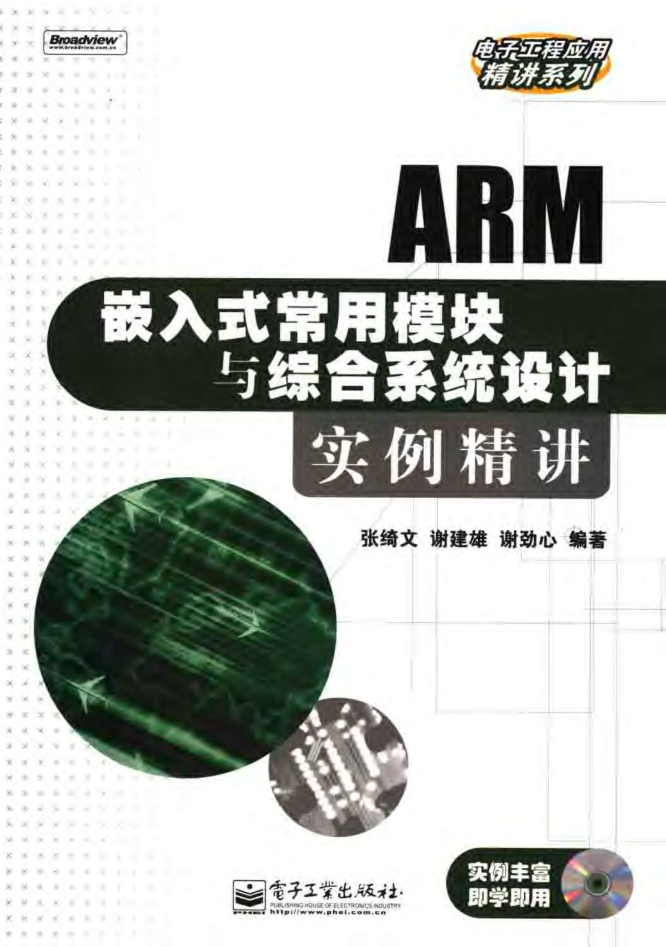 Broadview
www.broadview.com.cn
电子工程应用
精讲系列
ARM
嵌入式常用模块
与综合系统设计
实例精讲
张绮文 谢建雄 谢劲心 编著
实例丰富
即学即用
電子工業出版社
PUBLISHING HOUSE OF ELECTRONICS INDUSTRY
http://www.phei.com.cn